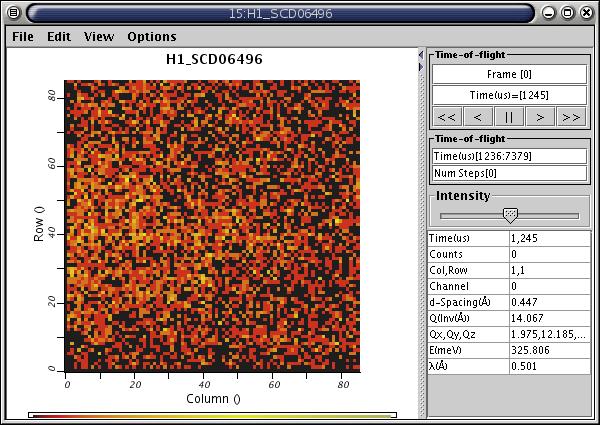 15:H1_SCD06496
File Edit View Options
H1_SCD06496
80
60
40
20
0
Row ()
0 20 40 60 80
Column ()
Time-of-flight
Frame [0]
Time(us)=[1245]
<< < || > >>
Time-of-flight
Time(us)[1236:7379]
Num Steps[0]
Intensity
Time(us) 1,245
Counts 0
Col,Row 1,1
Channel 0
d-Spacing(Å) 0.447
Q(Inv(Å)) 14.067
Qx,Qy,Qz 1.975,12.185,...
E(meV) 325.806
λ(Å) 0.501